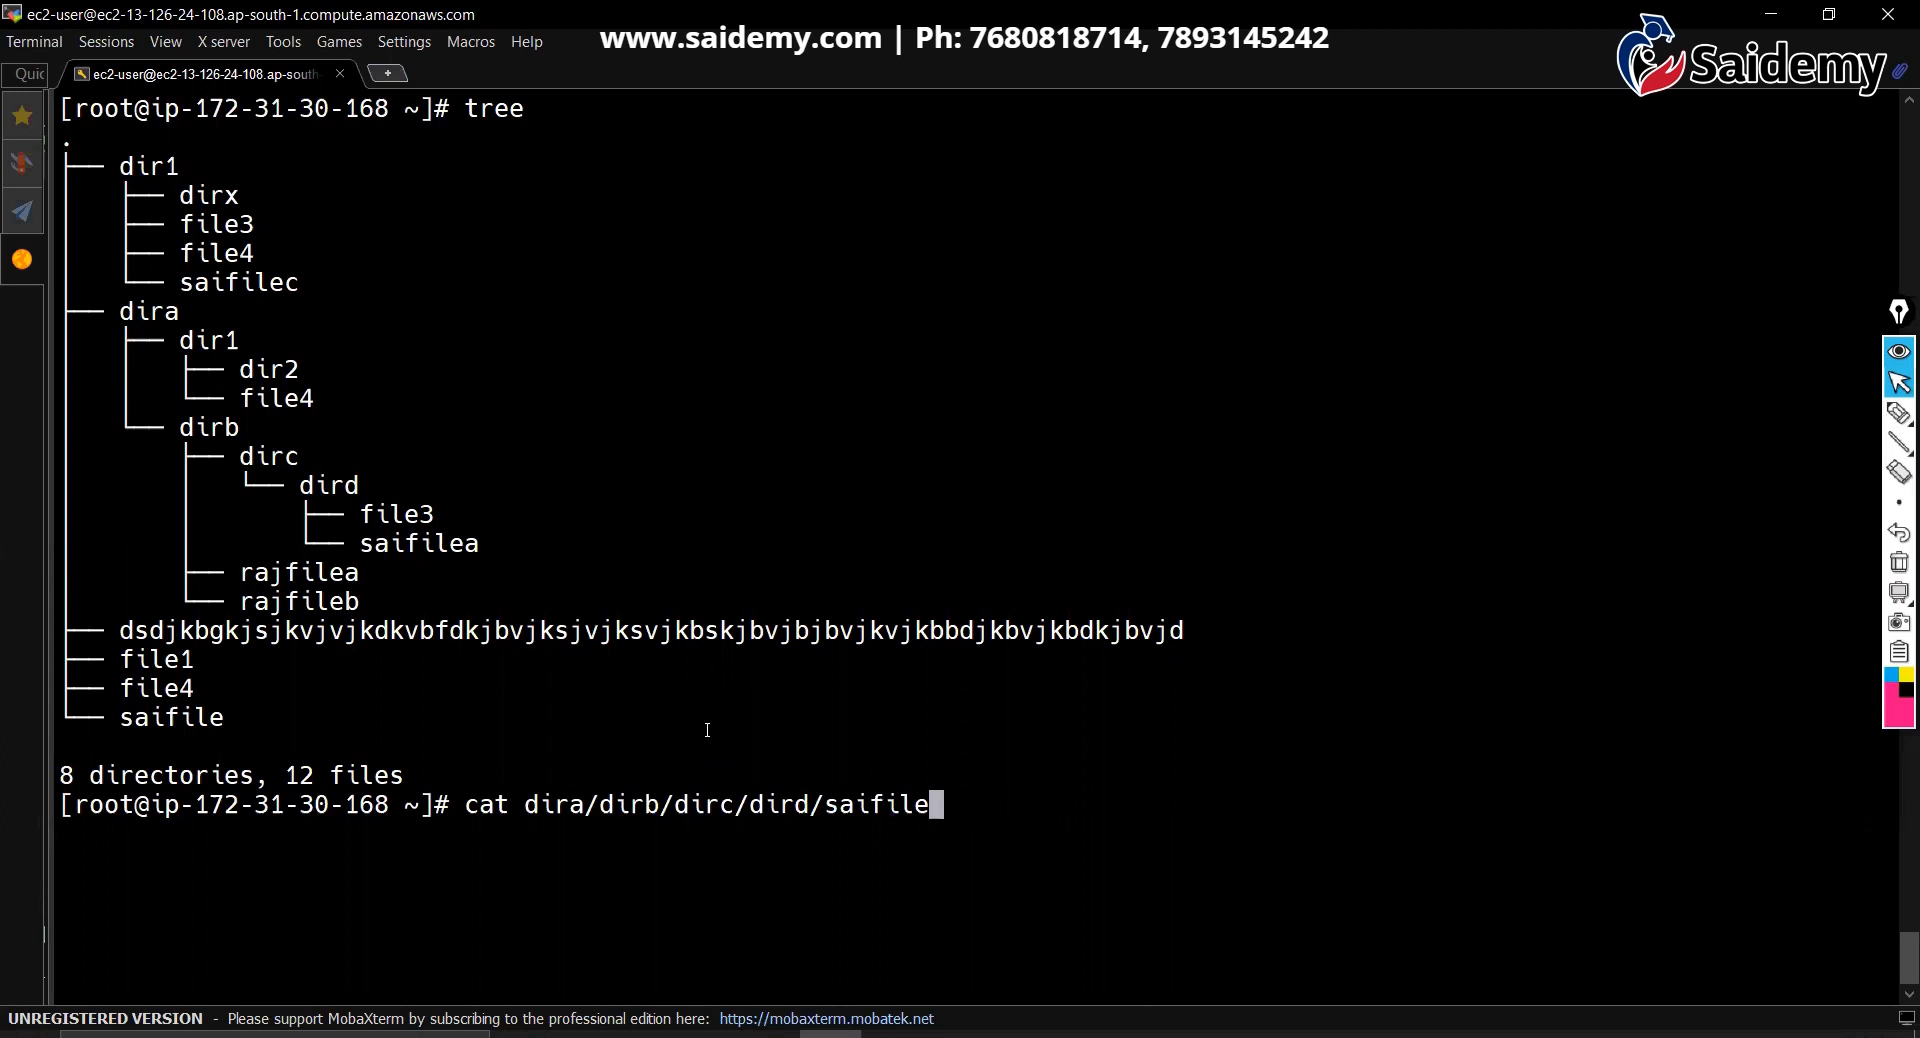 ec2-user@ec2-13-126-24-108.ap-south-1.compute.amazonaws.com
Terminal Sessions View X server Tools Games Settings Macros Help
www.saidemy.com | Ph: 7680818714, 7893145242
Saidemy
Quic
ec2-user@ec2-13-126-24-108.ap-south-
[root@ip-172-31-30-168 ~]# tree
.
├── dir1
│   ├── dirx
│   ├── file3
│   ├── file4
│   └── saifilec
├── dira
│   ├── dir1
│   │   ├── dir2
│   │   └── file4
│   └── dirb
│       ├── dirc
│       │   └── dird
│       │       ├── file3
│       │       └── saifilea
│       ├── rajfilea
│       └── rajfileb
├── dsdjkbgkjsjkvjvjkdkvbfdkjbvjksjvjksvjkbskjbvjbjbvjkvjkbbdjkbvjkbdkjbvjd
├── file1
├── file4
└── saifile
8 directories, 12 files
[root@ip-172-31-30-168 ~]# cat dira/dirb/dirc/dird/saifile
UNREGISTERED VERSION - Please support MobaXterm by subscribing to the professional edition here: https://mobaxterm.mobatek.net